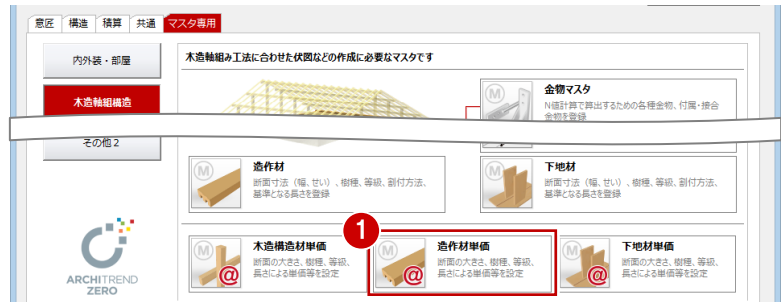 意匠 構造 積算 共通 マスタ専用
内外装・部屋
木造軸組構造
その他2
木造軸組み工法に合わせた伏図などの作成に必要なマスタです
M
金物マスタ
N値計算で算出するための各種金物、付属・接合
金物を登録
M
造作材
断面寸法（幅、せい）、樹種、等級、割付方法、
基準となる長さを登録
M
下地材
断面寸法（幅、せい）、樹種、等級、割付方法、
基準となる長さを登録
M
@
木造構造材単価
断面の大きさ、樹種、等級、
長さによる単価等を設定
1
M
@
造作材単価
断面の大きさ、樹種、等級、
長さによる単価等を設定
M
@
下地材単価
断面の大きさ、樹種、等級、
長さによる単価等を設定
ARCHITREND
ZERO